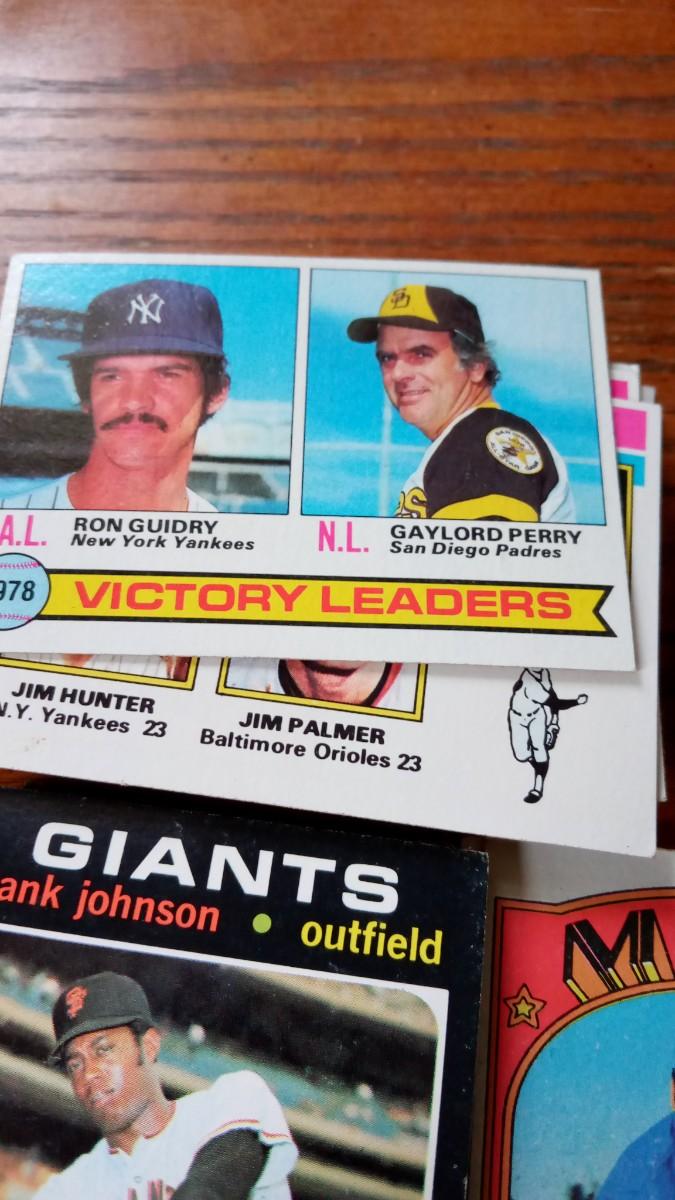 NY
SD
A.L. RON GUIDRY
New York Yankees
N.L. GAYLORD PERRY
San Diego Padres
978 VICTORY LEADERS
JIM HUNTER
N.Y. Yankees 23
JIM PALMER
Baltimore Orioles 23
GIANTS
ank johnson • outfield
MI